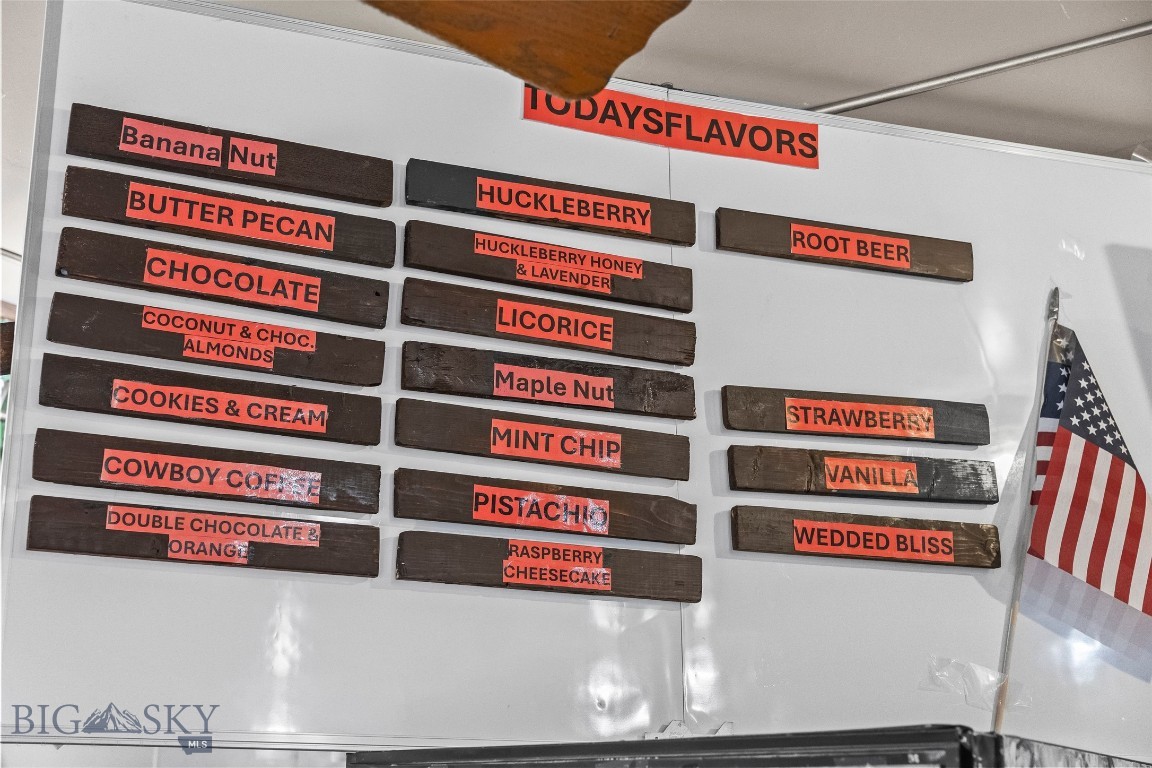 TODAYSFLAVORS
Banana Nut
BUTTER PECAN
CHOCOLATE
COCONUT & CHOC.
ALMONDS
COOKIES & CREAM
COWBOY COFFEE
DOUBLE CHOCOLATE &
ORANGE
HUCKLEBERRY
HUCKLEBERRY HONEY
& LAVENDER
LICORICE
Maple Nut
MINT CHIP
PISTACHIO
RASPBERRY
CHEESECAKE
ROOT BEER
STRAWBERRY
VANILLA
WEDDED BLISS
BIG SKY
MLS